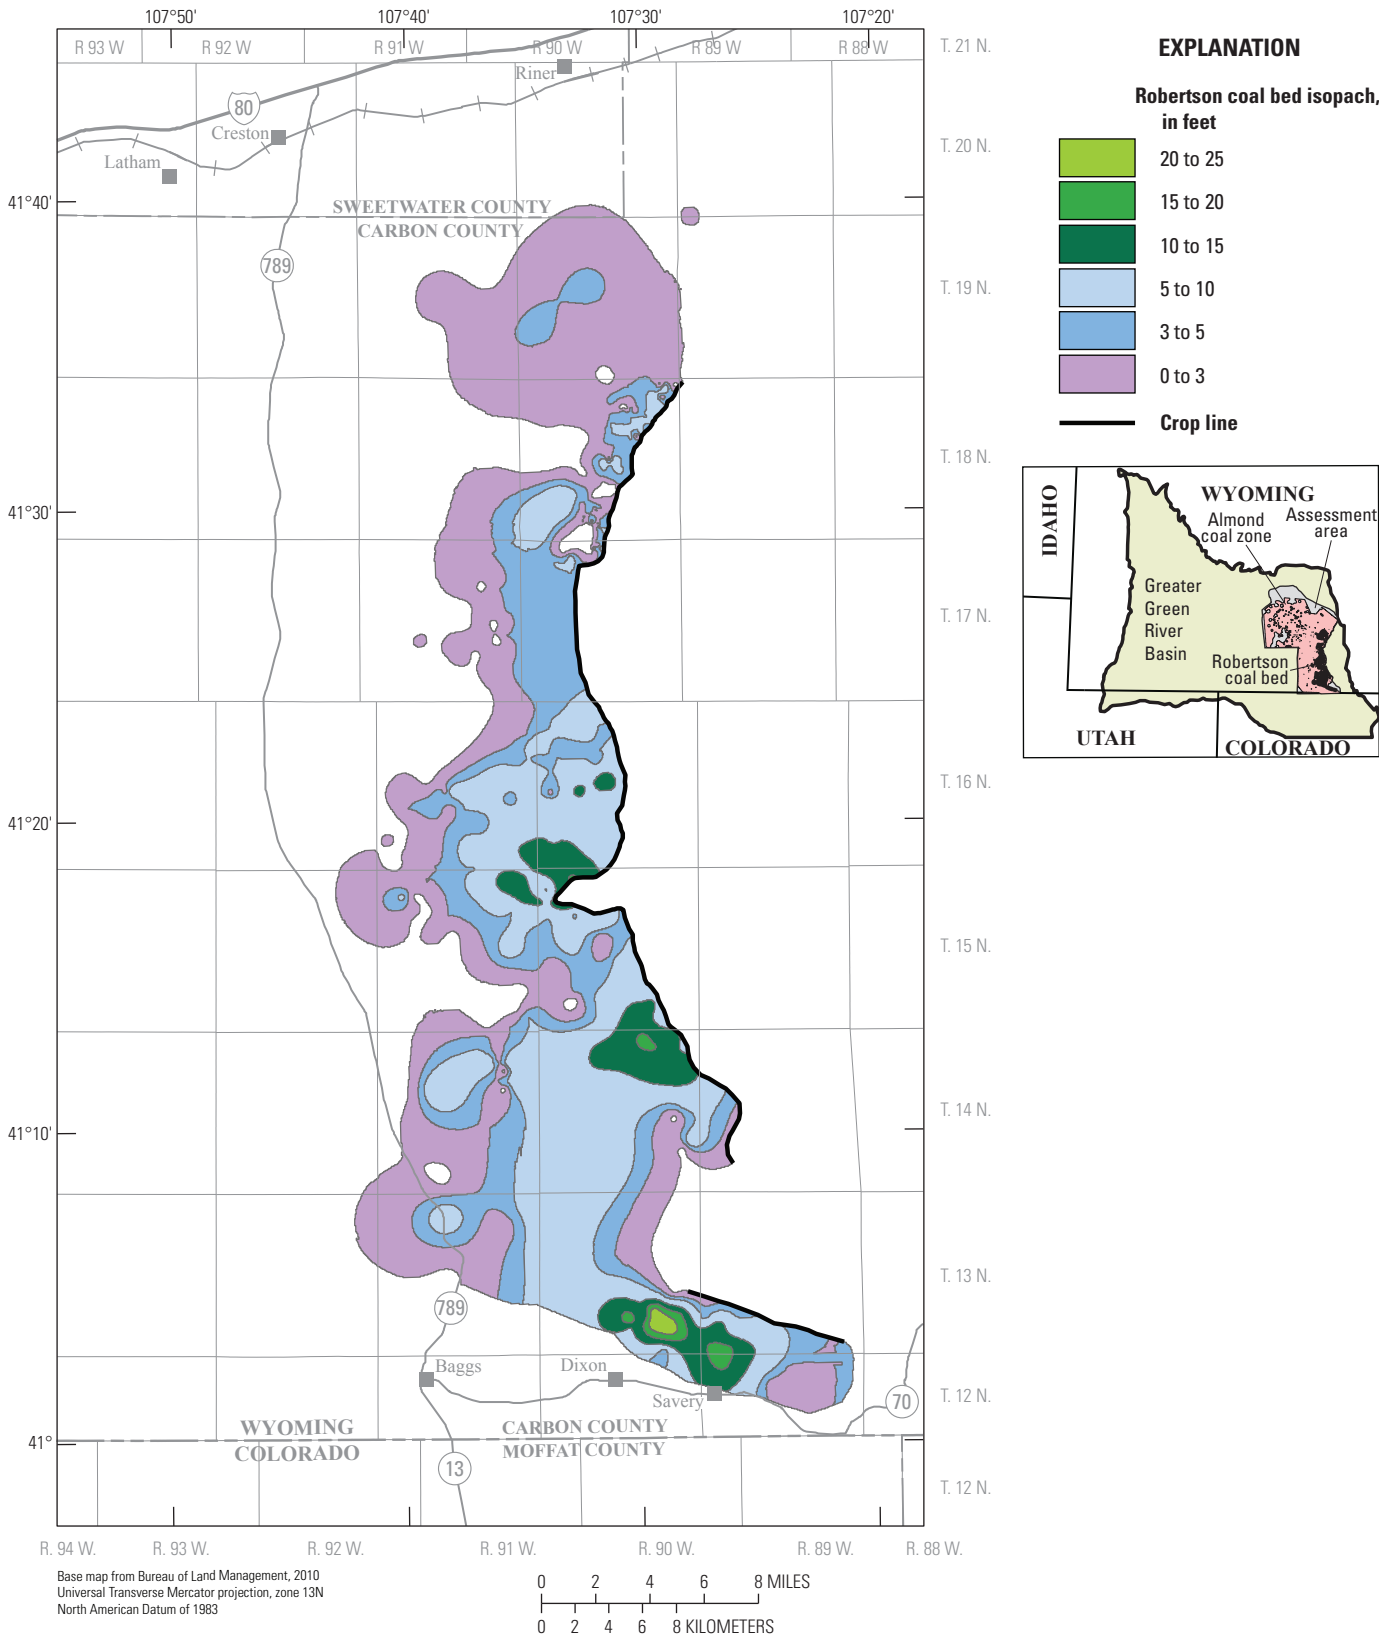 107°50'
107°40'
107°30'
107°20'
R 93 W
R 92 W
R 91 W
R 90 W
R 89 W
R 88 W
T. 21 N.
Riner
80
Creston
Latham
T. 20 N.
41°40'
SWEETWATER COUNTY
CARBON COUNTY
789
T. 19 N.
T. 18 N.
41°30'
T. 17 N.
T. 16 N.
41°20'
T. 15 N.
T. 14 N.
41°10'
T. 13 N.
789
Baggs
Dixon
Savery
T. 12 N.
70
WYOMING
COLORADO
CARBON COUNTY
MOFFAT COUNTY
41°
13
T. 12 N.
R. 94 W.
R. 93 W.
R. 92 W.
R. 91 W.
R. 90 W.
R. 89 W.
R. 88 W.
Base map from Bureau of Land Management, 2010
Universal Transverse Mercator projection, zone 13N
North American Datum of 1983
0 2 4 6 8 MILES
0 2 4 6 8 KILOMETERS
EXPLANATION
Robertson coal bed isopach,
in feet
20 to 25
15 to 20
10 to 15
5 to 10
3 to 5
0 to 3
Crop line
IDAHO
WYOMING
Almond
coal zone
Assessment
area
Greater
Green
River
Basin
Robertson
coal bed
UTAH
COLORADO